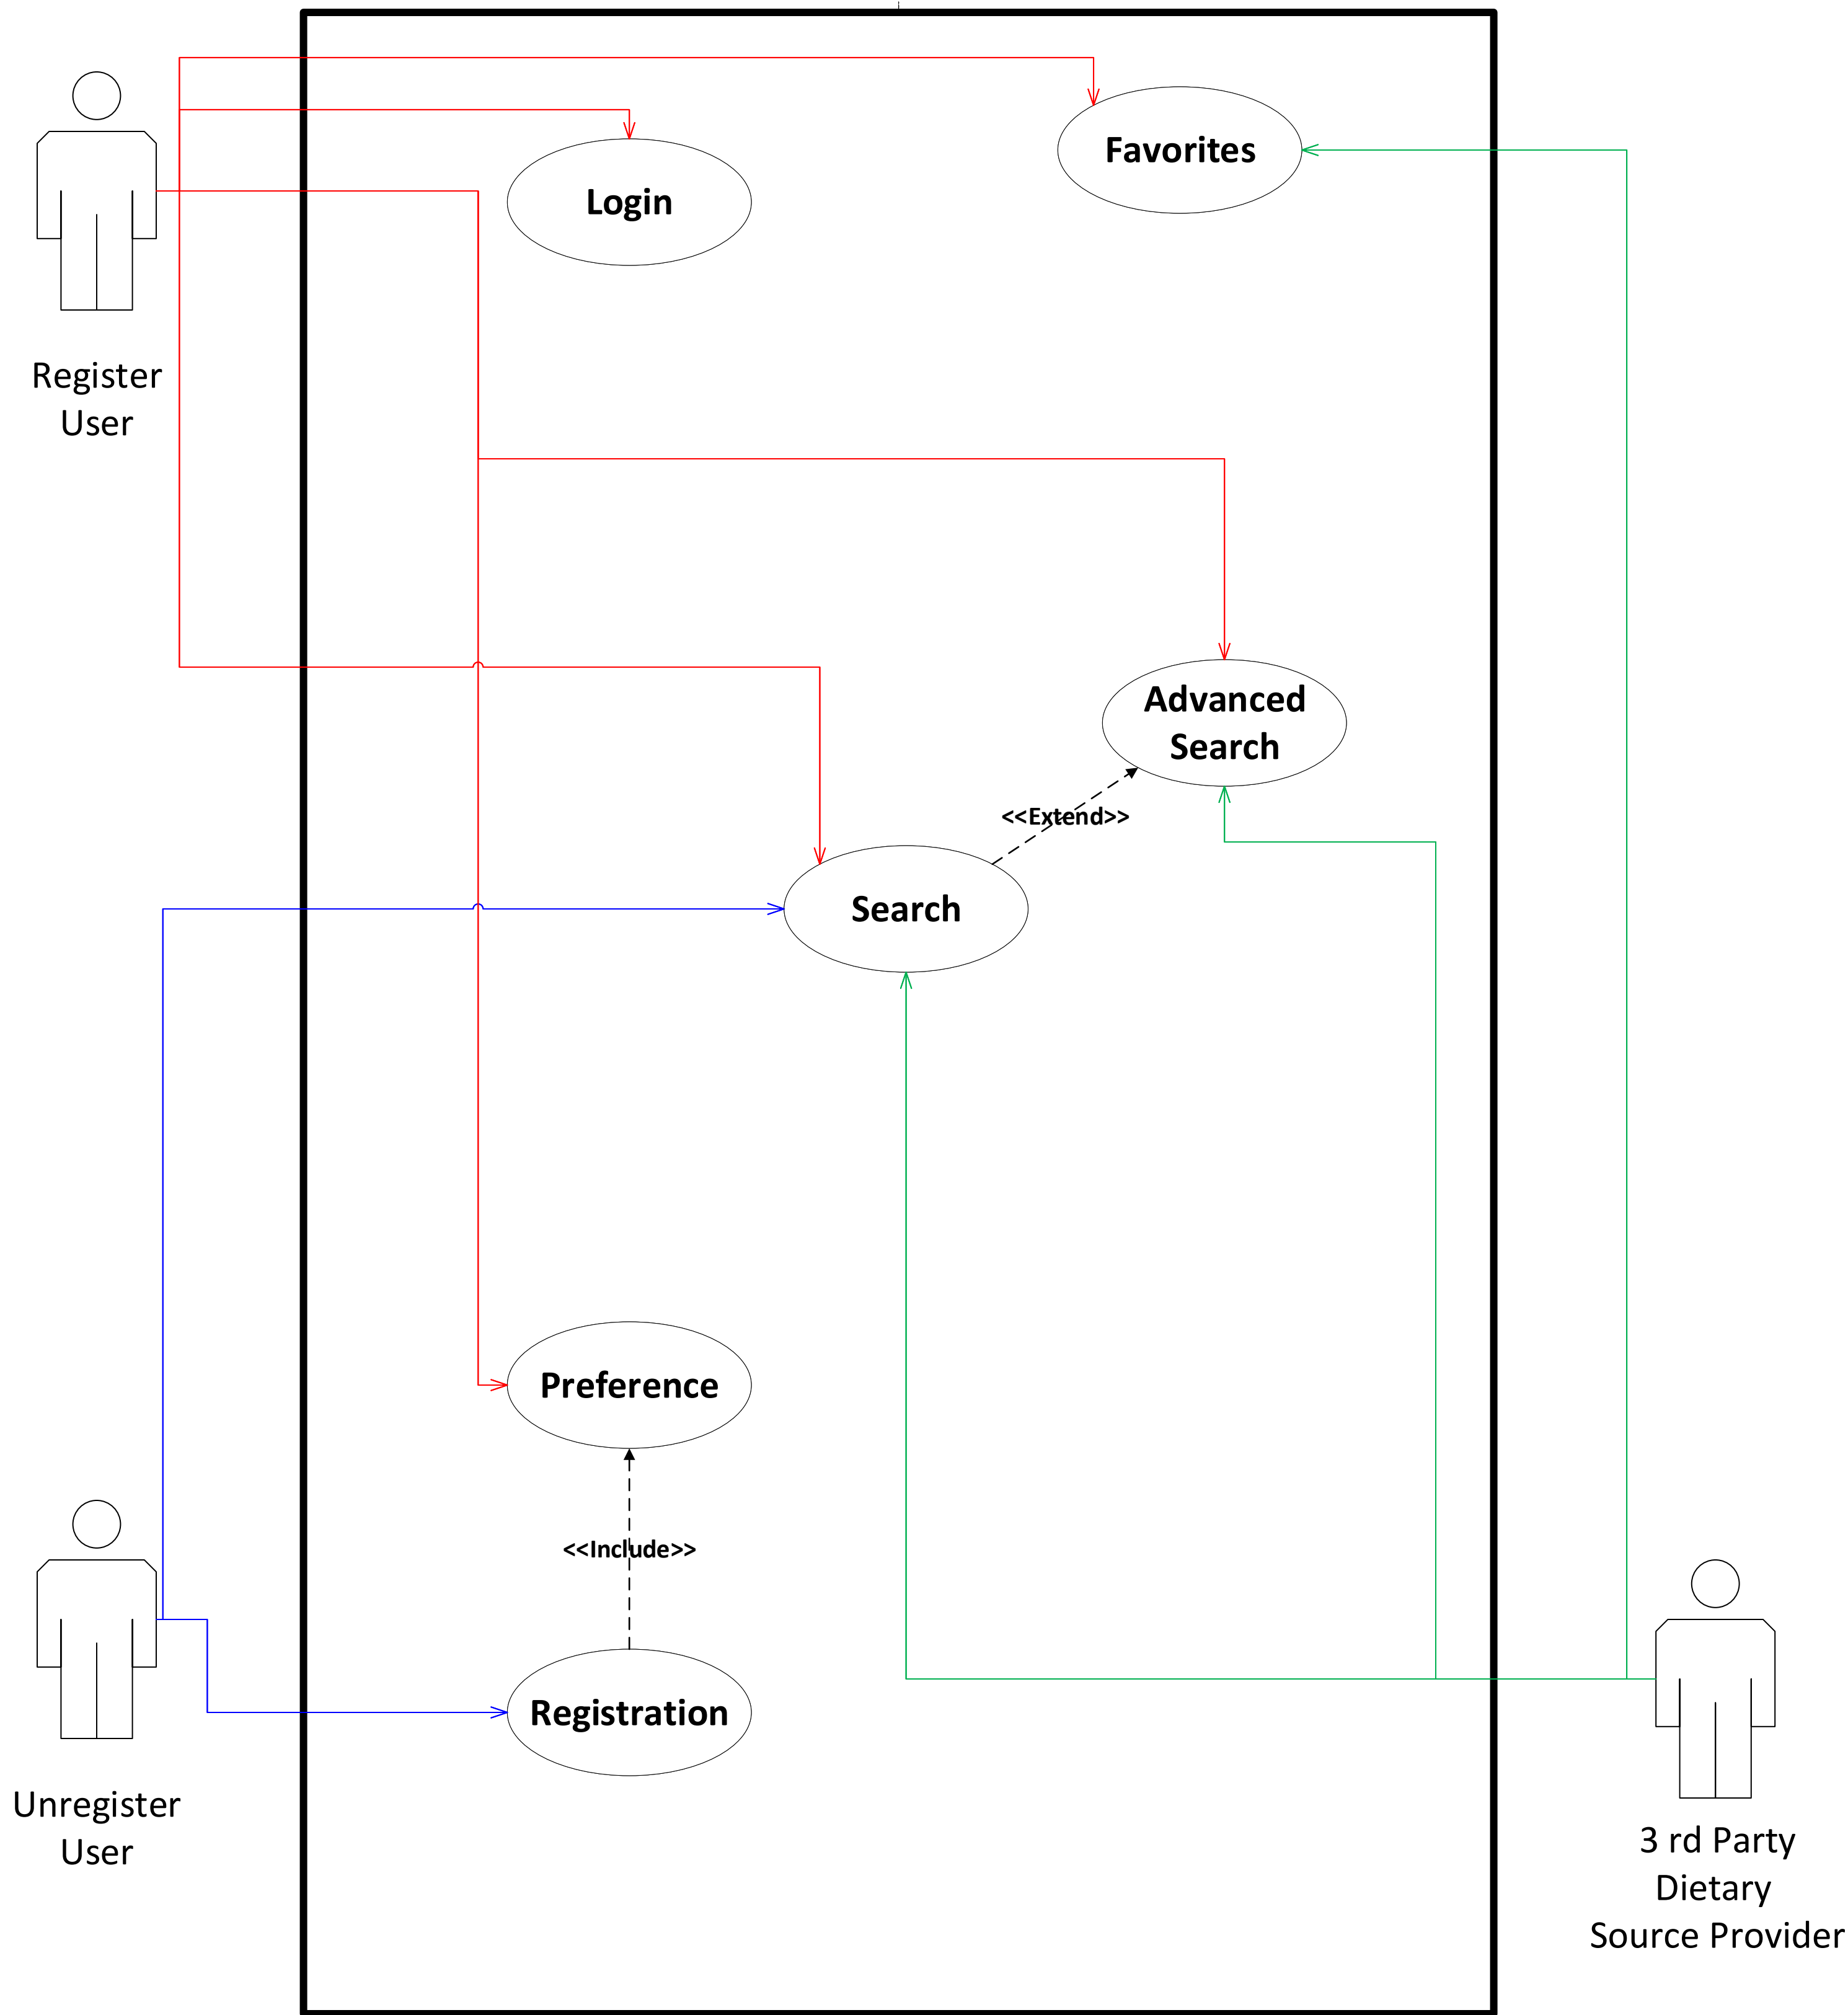 Favorites
Login
Register
User
Advanced
Search
<<Extend>>
Search
Preference
<<Include>>
Registration
Unregister
User
3 rd Party
Dietary
Source Provider